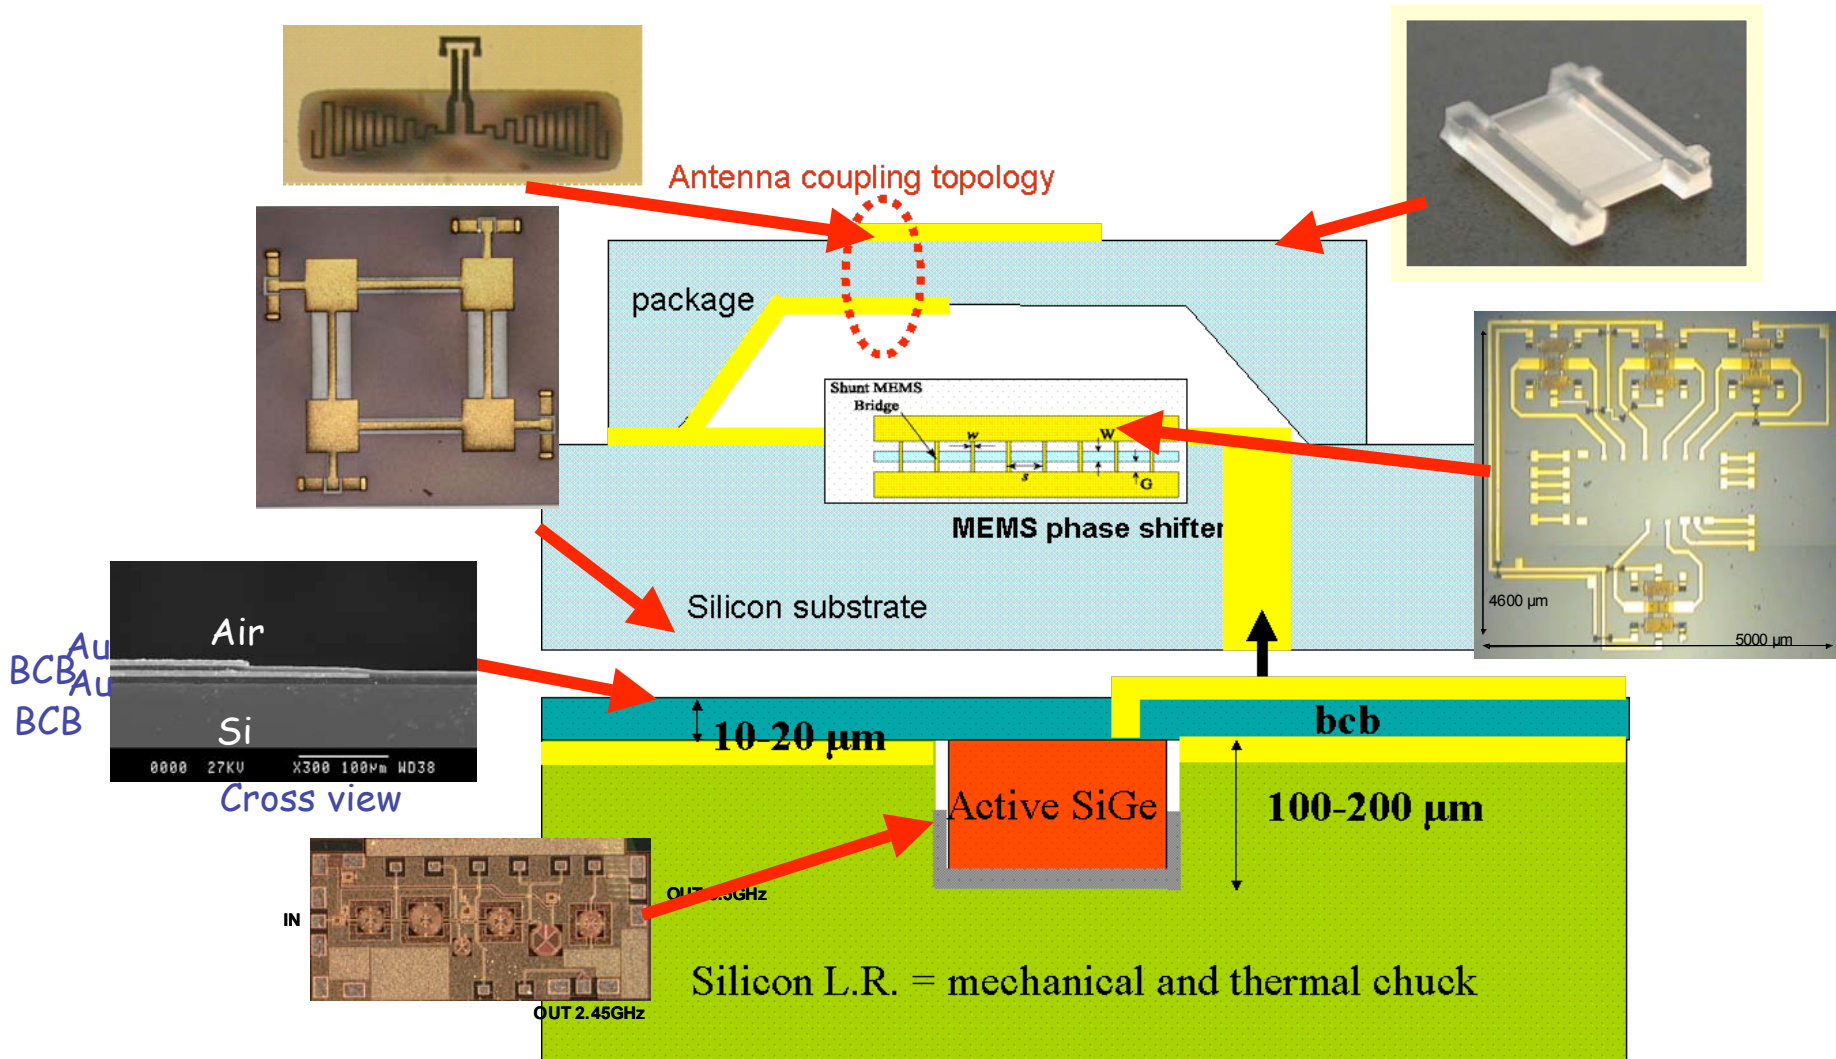 Antenna coupling topology
package
Shunt MEMS
Bridge
w
W
s
G
MEMS phase shifter
4600 µm
5000 µm
Silicon substrate
Air
Au
BCB
Au
BCB
Si
0000 27KV X300 100µm WD38
Cross view
10-20 µm
bcb
Active SiGe
100-200 µm
IN
GHz
OUT 2.45GHz
Silicon L.R. = mechanical and thermal chuck